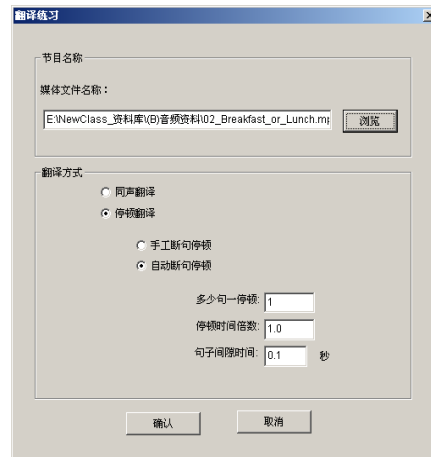 翻译练习
节目名称
媒体文件名称：
E:\NewClass_资料库\(B)音频资料\02_Breakfast_or_Lunch.mp
浏览
翻译方式
同声翻译
停顿翻译
手工断句停顿
自动断句停顿
多少句一停顿: 1
停顿时间倍数: 1.0
句子间隙时间: 0.1 秒
确认 取消